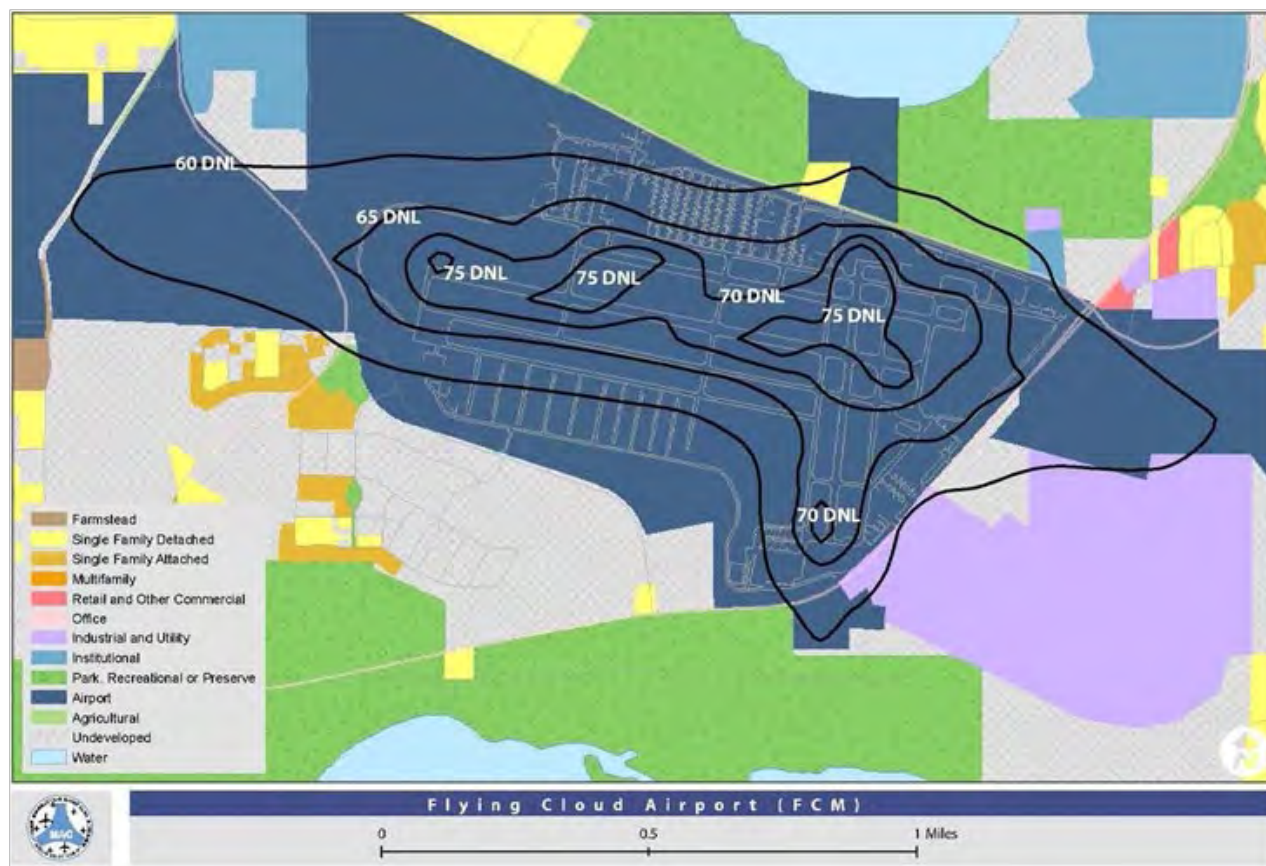 60 DNL
65 DNL
75 DNL
75 DNL
70 DNL
75 DNL
70 DNL
Farmstead
Single Family Detached
Single Family Attached
Multifamily
Retail and Other Commercial
Office
Industrial and Utility
Institutional
Park, Recreational or Preserve
Airport
Agricultural
Undeveloped
Water
MAC
Flying Cloud Airport (FCM)
0 0.5 1 Miles